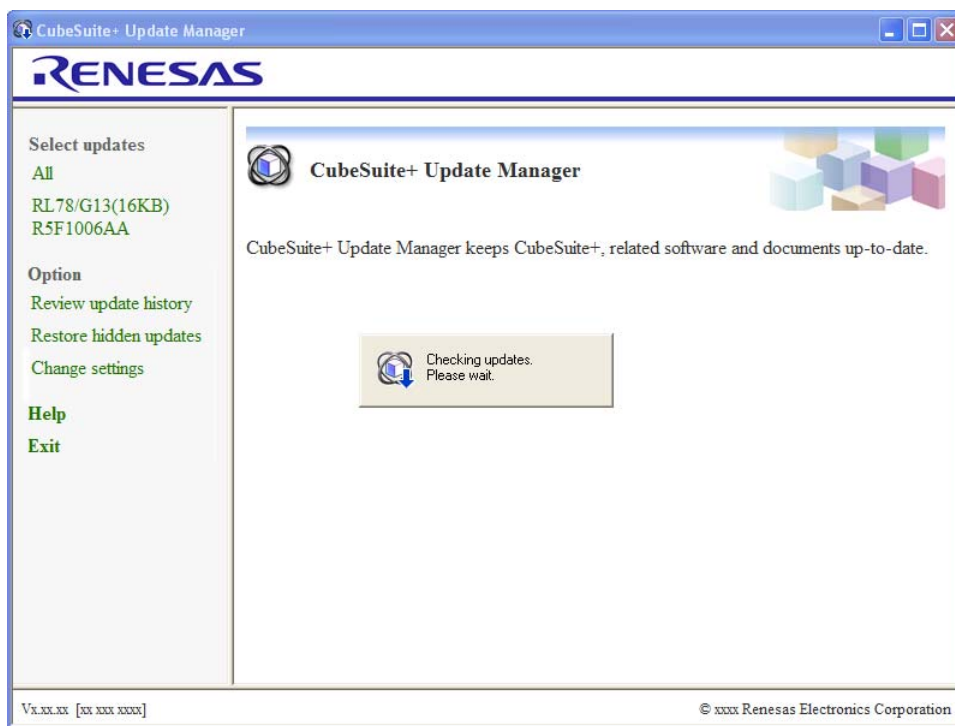 CubeSuite+ Update Manager
RENESAS
Select updates
All
RL78/G13(16KB)
R5F1006AA
Option
Review update history
Restore hidden updates
Change settings
Help
Exit
CubeSuite+ Update Manager
CubeSuite+ Update Manager keeps CubeSuite+, related software and documents up-to-date.
Checking updates.
Please wait.
Vx.xx.xx [xx xxx xxxx]
© xxxx Renesas Electronics Corporation